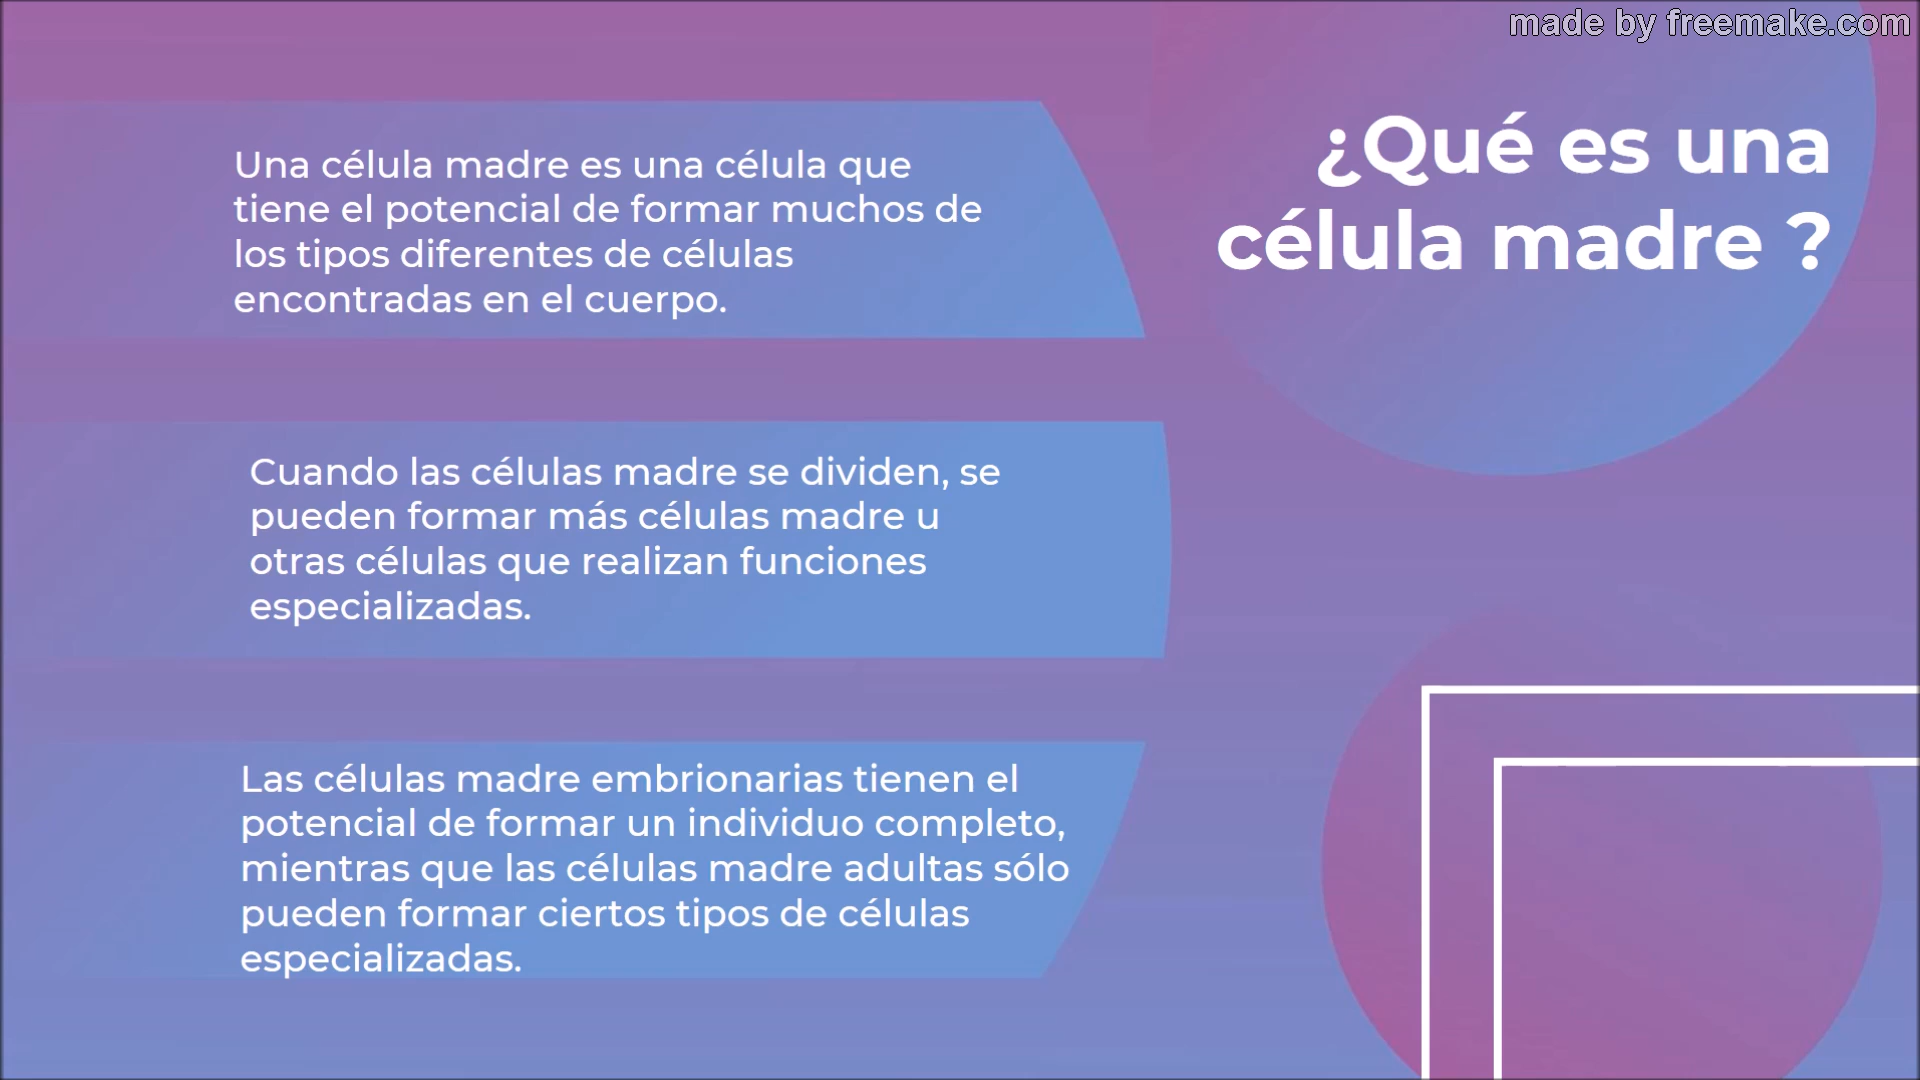 made by freemake.com
¿Qué es una
célula madre ?
Una célula madre es una célula que
tiene el potencial de formar muchos de
los tipos diferentes de células
encontradas en el cuerpo.
Cuando las células madre se dividen, se
pueden formar más células madre u
otras células que realizan funciones
especializadas.
Las células madre embrionarias tienen el
potencial de formar un individuo completo,
mientras que las células madre adultas sólo
pueden formar ciertos tipos de células
especializadas.